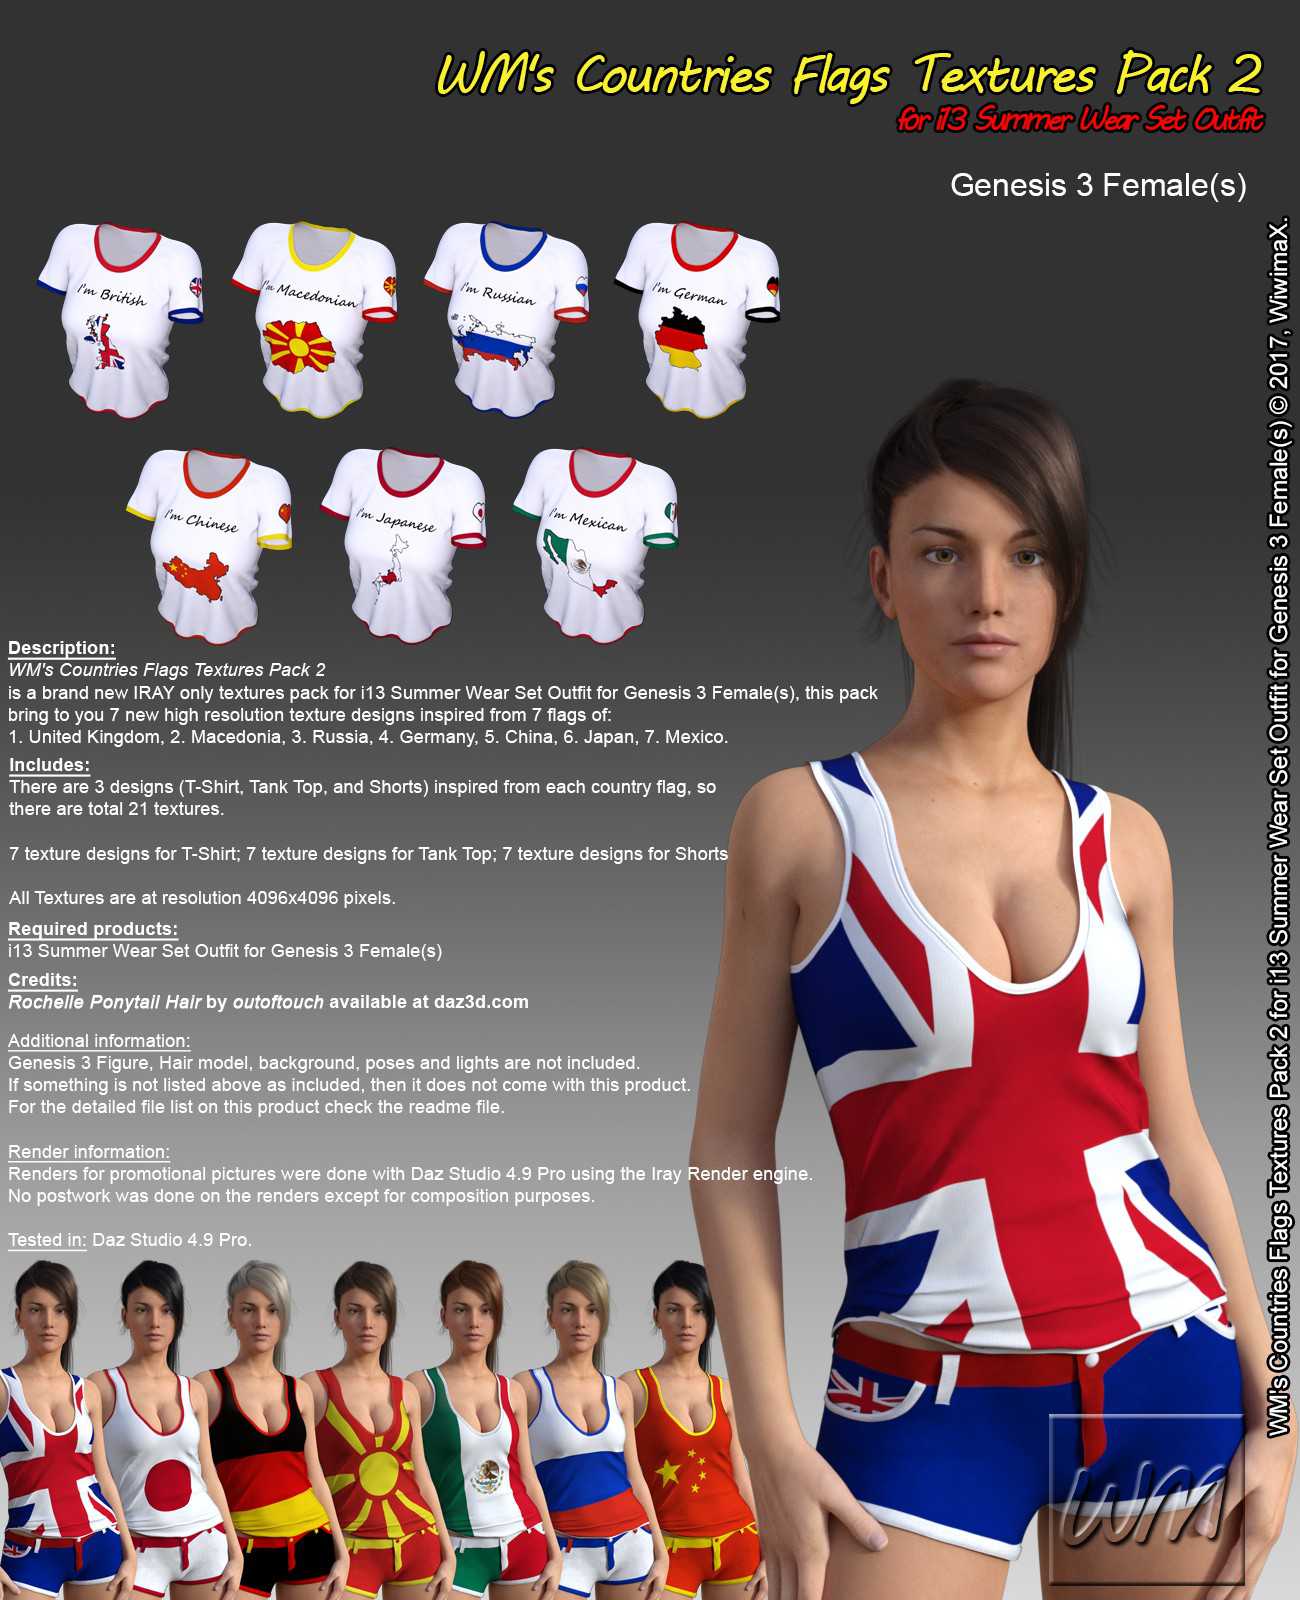 WM's Countries Flags Textures Pack 2
for i13 Summer Wear Set Outfit
Genesis 3 Female(s)
I'm British
I'm Macedonian
I'm Russian
I'm German
I'm Chinese
I'm Japanese
I'm Mexican
Description:
WM's Countries Flags Textures Pack 2
is a brand new IRAY only textures pack for i13 Summer Wear Set Outfit for Genesis 3 Female(s), this pack
bring to you 7 new high resolution texture designs inspired from 7 flags of:
1. United Kingdom, 2. Macedonia, 3. Russia, 4. Germany, 5. China, 6. Japan, 7. Mexico.
Includes:
There are 3 designs (T-Shirt, Tank Top, and Shorts) inspired from each country flag, so
there are total 21 textures.
7 texture designs for T-Shirt; 7 texture designs for Tank Top; 7 texture designs for Shorts
All Textures are at resolution 4096x4096 pixels.
Required products:
i13 Summer Wear Set Outfit for Genesis 3 Female(s)
Credits:
Rochelle Ponytail Hair by outoftouch available at daz3d.com
Additional information:
Genesis 3 Figure, Hair model, background, poses and lights are not included.
If something is not listed above as included, then it does not come with this product.
For the detailed file list on this product check the readme file.
Render information:
Renders for promotional pictures were done with Daz Studio 4.9 Pro using the Iray Render engine.
No postwork was done on the renders except for composition purposes.
Tested in: Daz Studio 4.9 Pro.
WM's Countries Flags Textures Pack 2 for i13 Summer Wear Set Outfit for Genesis 3 Female(s) © 2017, WiwimaX.
WM